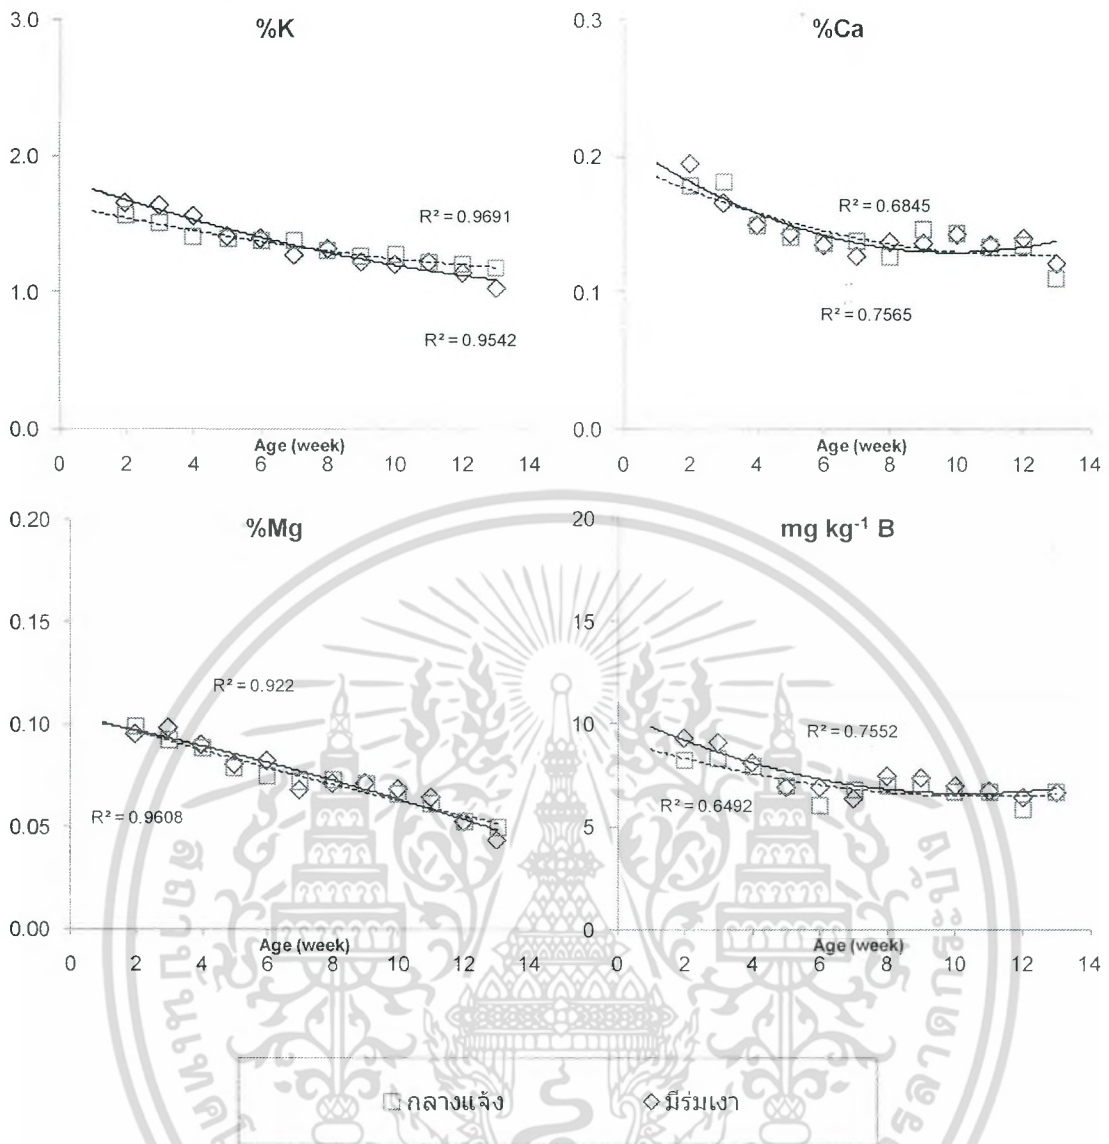 %K
3.0
2.0
1.0
0.0
R² = 0.9691
R² = 0.9542
Age (week)
0 2 4 6 8 10 12 14
%Ca
0.3
0.2
0.1
0.0
R² = 0.6845
R² = 0.7565
Age (week)
0 2 4 6 8 10 12 14
%Mg
0.20
0.15
0.10
0.05
0.00
R² = 0.922
R² = 0.9608
Age (week)
0 2 4 6 8 10 12 14
mg kg⁻¹ B
20
15
10
5
0
R² = 0.7552
R² = 0.6492
Age (week)
0 2 4 6 8 10 12 14
กลางแจ้ง มีร่มเงา